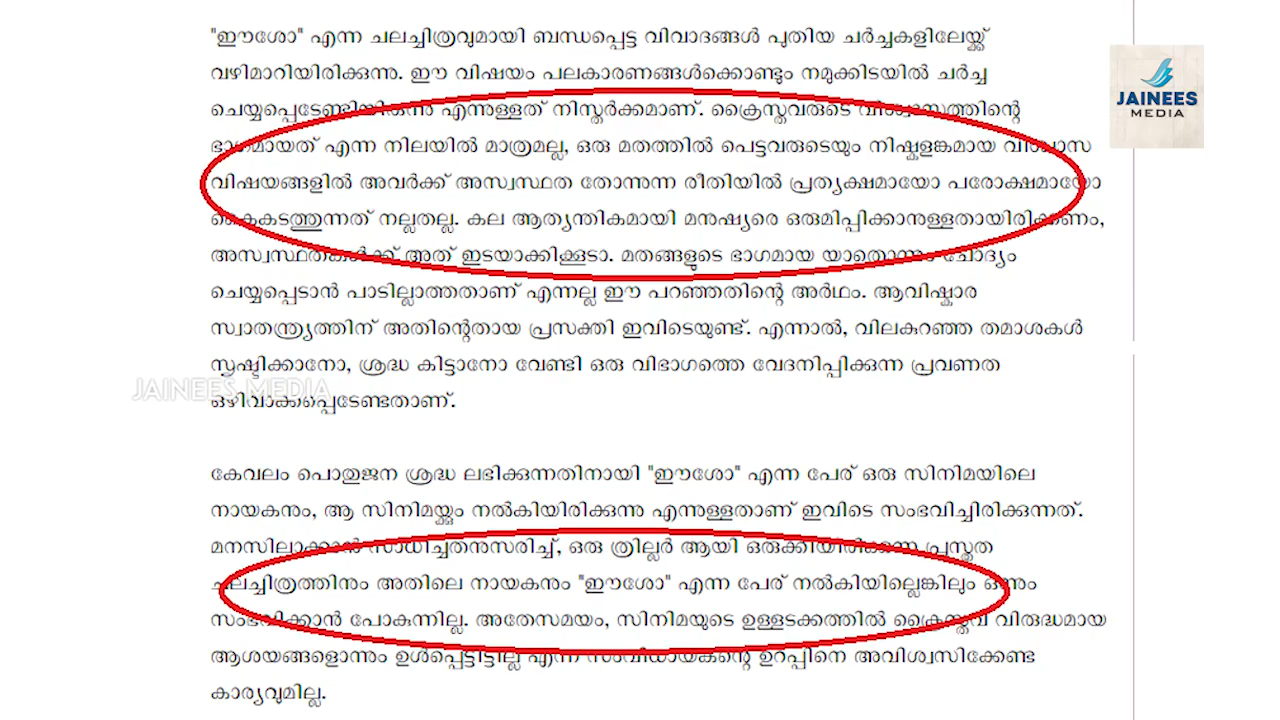 "ഈശോ" എന്ന ചലച്ചിത്രവുമായി ബന്ധപ്പെട്ട വിവാദങ്ങൾ പുതിയ ചർച്ചകളിലേയ്ക്ക്
വഴിമാറിയിരിക്കുന്നു. ഈ വിഷയം പലകാരണങ്ങൾക്കൊണ്ടും നമുക്കിടയിൽ ചർച്ച
ചെയ്യപ്പെടേണ്ടിയിരുന്നു എന്നുള്ളത് നിസ്തർക്കമാണ്. ക്രൈസ്തവരുടെ വിശ്വാസത്തിന്റെ
ഭാഗമായത് എന്ന നിലയിൽ മാത്രമല്ല, ഒരു മതത്തിൽ പെട്ടവരുടെയും നിഷ്കളങ്കമായ വിശ്വാസ
വിഷയങ്ങളിൽ അവർക്ക് അസ്വസ്ഥത തോന്നുന്ന രീതിയിൽ പ്രത്യക്ഷമായോ പരോക്ഷമായോ
കൈകടത്തുന്നത് നല്ലതല്ല. കല ആത്യന്തികമായി മനുഷ്യരെ ഒരുമിപ്പിക്കാനുള്ളതായിരിക്കണം,
അസ്വസ്ഥതകൾക്ക് അത് ഇടയാക്കിക്കൂടാ. മതങ്ങളുടെ ഭാഗമായ യാതൊന്നും ചോദ്യം
ചെയ്യപ്പെടാൻ പാടില്ലാത്തതാണ് എന്നല്ല ഈ പറഞ്ഞതിന്റെ അർഥം. ആവിഷ്കാര
സ്വാതന്ത്ര്യത്തിന് അതിന്റെതായ പ്രസക്തി ഇവിടെയുണ്ട്. എന്നാൽ, വിലകുറഞ്ഞ തമാശകൾ
സൃഷ്ടിക്കാനോ, ശ്രദ്ധ കിട്ടാനോ വേണ്ടി ഒരു വിഭാഗത്തെ വേദനിപ്പിക്കുന്ന പ്രവണത
ഒഴിവാക്കപ്പെടേണ്ടതാണ്.
കേവലം പൊതുജന ശ്രദ്ധ ലഭിക്കുന്നതിനായി "ഈശോ" എന്ന പേര് ഒരു സിനിമയിലെ
നായകനും, ആ സിനിമയ്ക്കും നൽകിയിരിക്കുന്നു എന്നുള്ളതാണ് ഇവിടെ സംഭവിച്ചിരിക്കുന്നത്.
മനസിലാക്കാൻ സാധിച്ചതനുസരിച്ച്, ഒരു ത്രില്ലർ ആയി ഒരുക്കിയിരിക്കുന്ന പ്രസ്തുത
ചലച്ചിത്രത്തിനും അതിലെ നായകനും "ഈശോ" എന്ന പേര് നൽകിയില്ലെങ്കിലും ഒന്നും
സംഭവിക്കാൻ പോകുന്നില്ല. അതേസമയം, സിനിമയുടെ ഉള്ളടക്കത്തിൽ ക്രൈസ്തവ വിരുദ്ധമായ
ആശയങ്ങളൊന്നും ഉൾപ്പെട്ടിട്ടില്ല എന്ന സംവിധായകന്റെ ഉറപ്പിനെ അവിശ്വസിക്കേണ്ട
കാര്യവുമില്ല.
JAINEES
MEDIA
JAINEES MEDIA